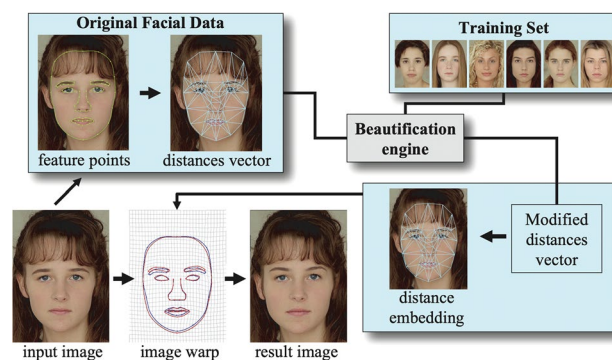 Original Facial Data
feature points
distances vector
Training Set
Beautification
engine
Modified
distances
vector
distance
embedding
input image
image warp
result image